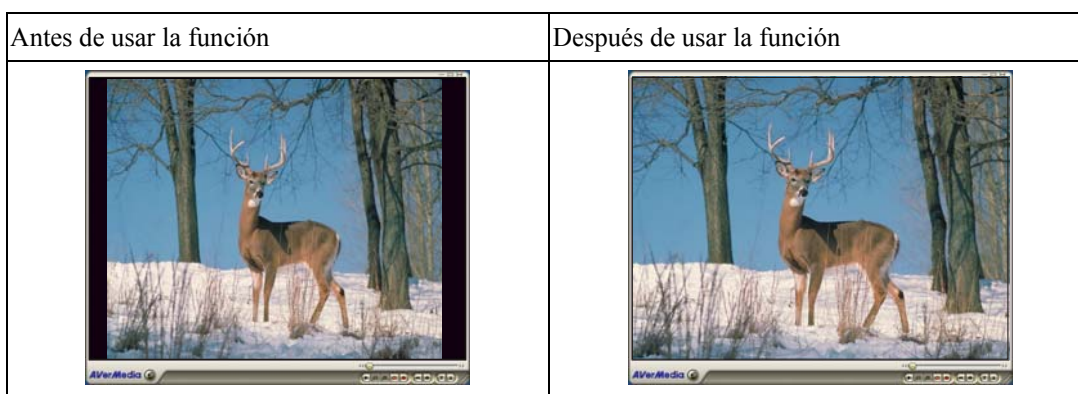 Antes de usar la función
Después de usar la función
AVerMedia
AVerMedia